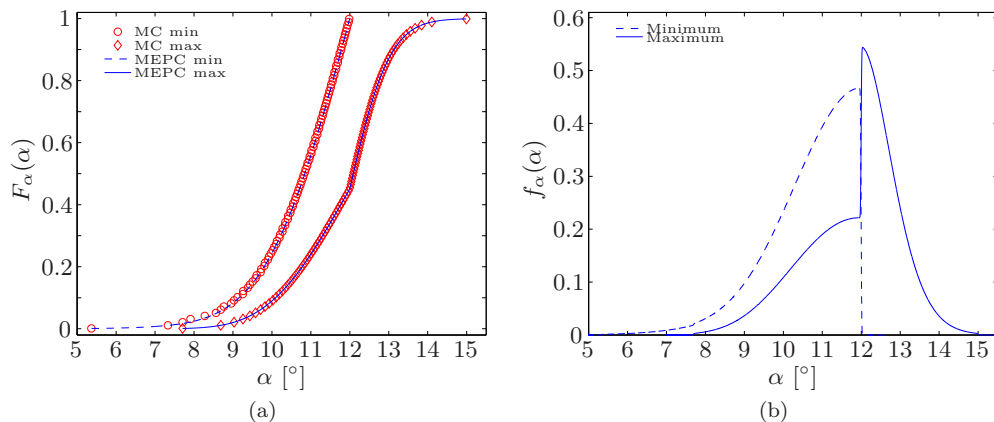 MC min
MC max
MEPC min
MEPC max
1
0.8
0.6
0.4
0.2
0
5 6 7 8 9 10 11 12 13 14 15
F_α(α)
α [°]
(a)
Minimum
Maximum
0.6
0.5
0.4
0.3
0.2
0.1
0
5 6 7 8 9 10 11 12 13 14 15
f_α(α)
α [°]
(b)